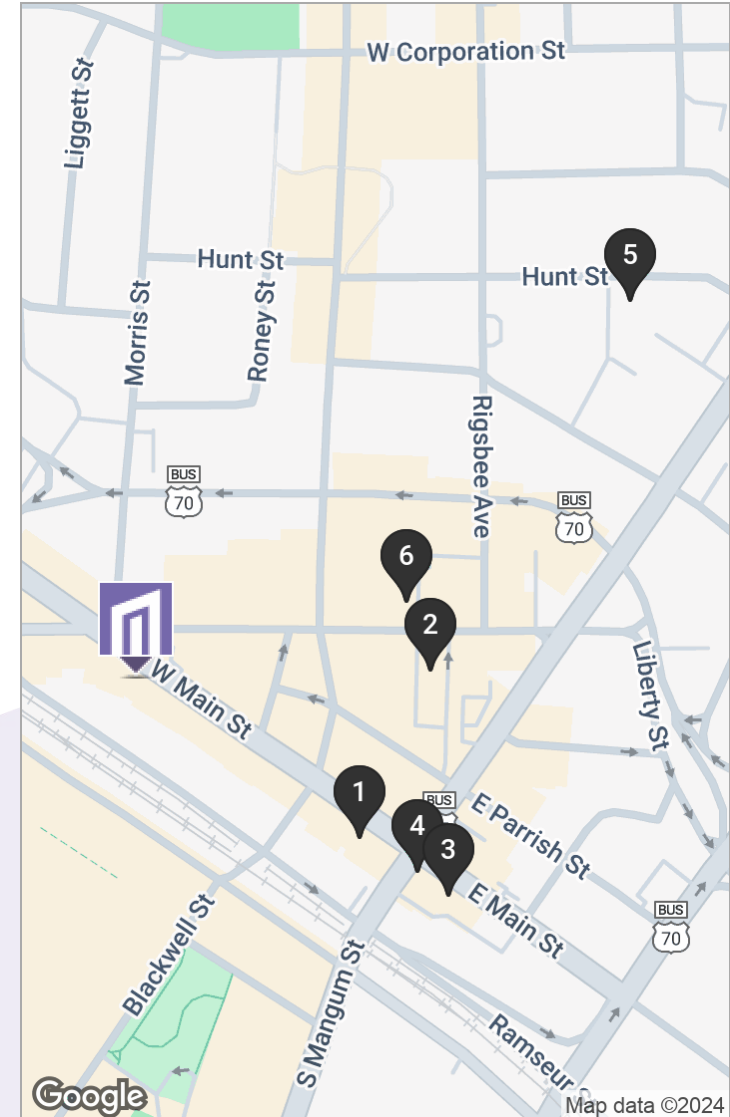 W Corporation St
Liggett St
5
Hunt St
Hunt St
Morris St
Roney St
Rigsbee Ave
BUS
70
BUS
70
6
2
Liberty St
W Main St
1
BUS
4
3
E Parrish St
E Main St
BUS
70
Blackwell St
S Mangum St
Ramseur
Google
Map data ©2024